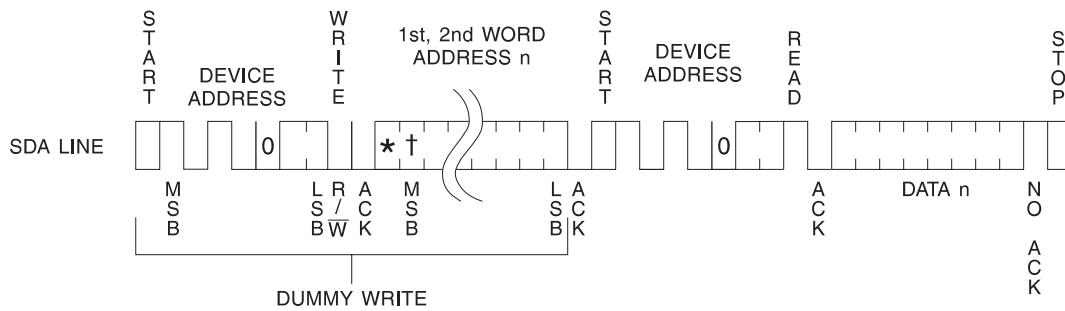 START
WRITE
1st, 2nd WORD
ADDRESS n
START
DEVICE
ADDRESS
READ
STOP
DEVICE
ADDRESS
SDA LINE
0
* †
0
MSB
LSB
R/W
ACK
MSB
LSB
ACK
ACK
DATA n
NO ACK
DUMMY WRITE